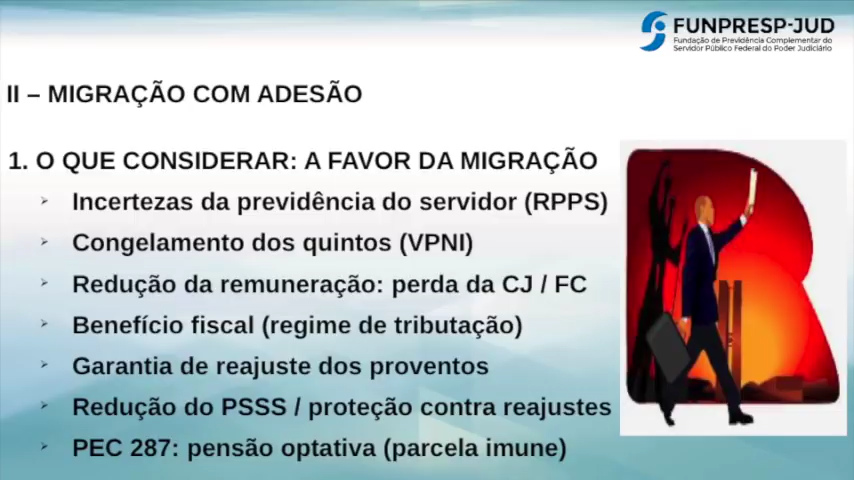 FUNPRESP-JUD
Fundação de Previdência Complementar do
Servidor Público Federal do Poder Judiciário
II – MIGRAÇÃO COM ADESÃO
1. O QUE CONSIDERAR: A FAVOR DA MIGRAÇÃO
Incertezas da previdência do servidor (RPPS)
Congelamento dos quintos (VPNI)
Redução da remuneração: perda da CJ / FC
Benefício fiscal (regime de tributação)
Garantia de reajuste dos proventos
Redução do PSSS / proteção contra reajustes
PEC 287: pensão optativa (parcela imune)